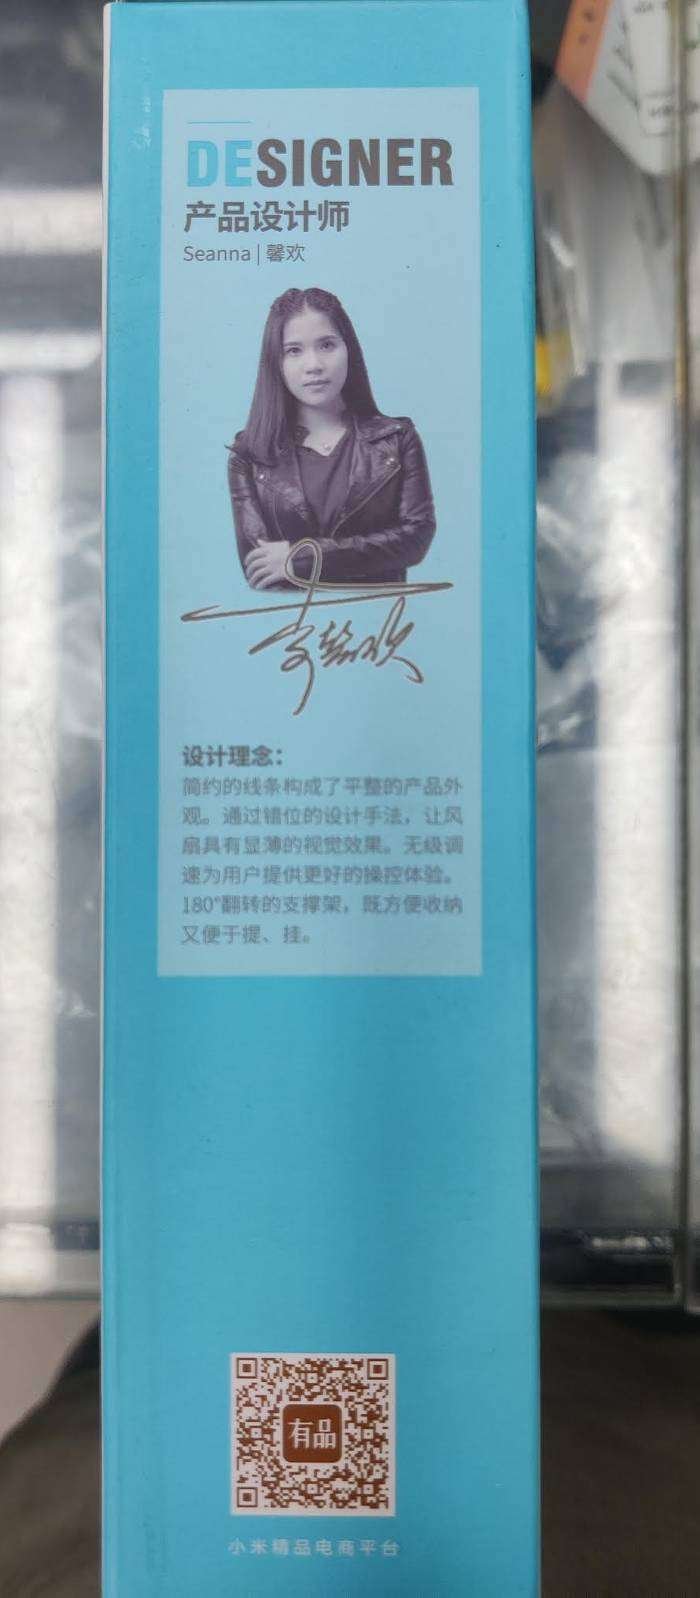 DESIGNER
产品设计师
Seanna | 馨欢
设计理念：
简约的线条构成了平整的产品外
观。通过错位的设计手法，让风
扇具有显薄的视觉效果。无级调
速为用户提供更好的操控体验。
180°翻转的支撑架，既方便收纳
又便于提、挂。
有品
小米精品电商平台